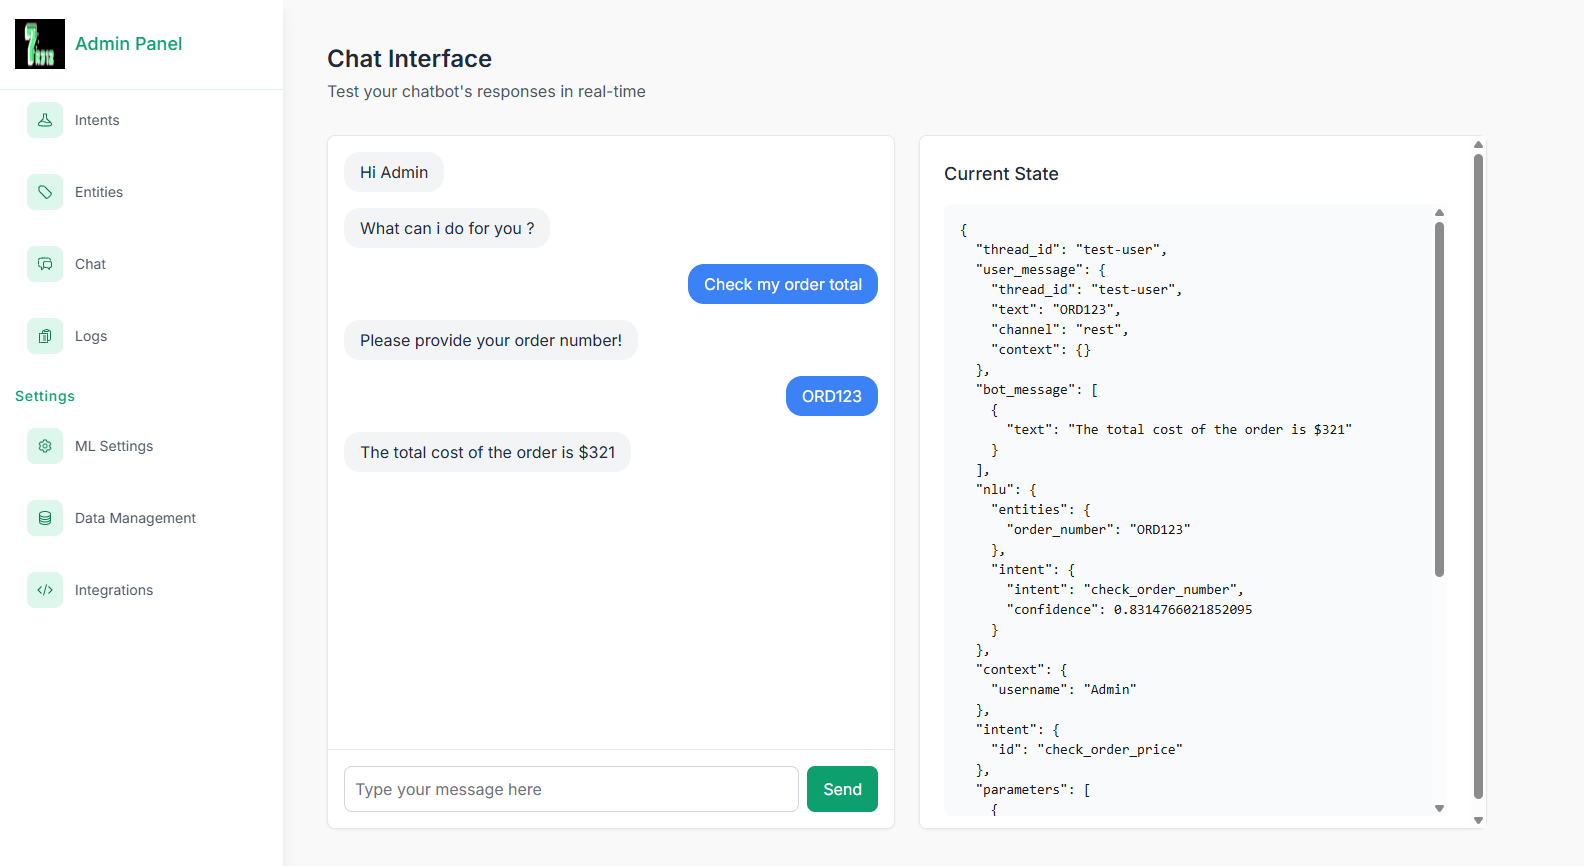 Admin Panel
Intents
Entities
Chat
Logs
Settings
ML Settings
Data Management
Integrations
Chat Interface
Test your chatbot's responses in real-time
Hi Admin
What can i do for you ?
Check my order total
Please provide your order number!
ORD123
The total cost of the order is $321
Type your message here
Send
Current State
{
  "thread_id": "test-user",
  "user_message": {
    "thread_id": "test-user",
    "text": "ORD123",
    "channel": "rest",
    "context": {}
  },
  "bot_message": [
    {
      "text": "The total cost of the order is $321"
    }
  ],
  "nlu": {
    "entities": {
      "order_number": "ORD123"
    },
    "intent": {
      "intent": "check_order_number",
      "confidence": 0.8314766021852095
    }
  },
  "context": {
    "username": "Admin"
  },
  "intent": {
    "id": "check_order_price"
  },
  "parameters": [
    {